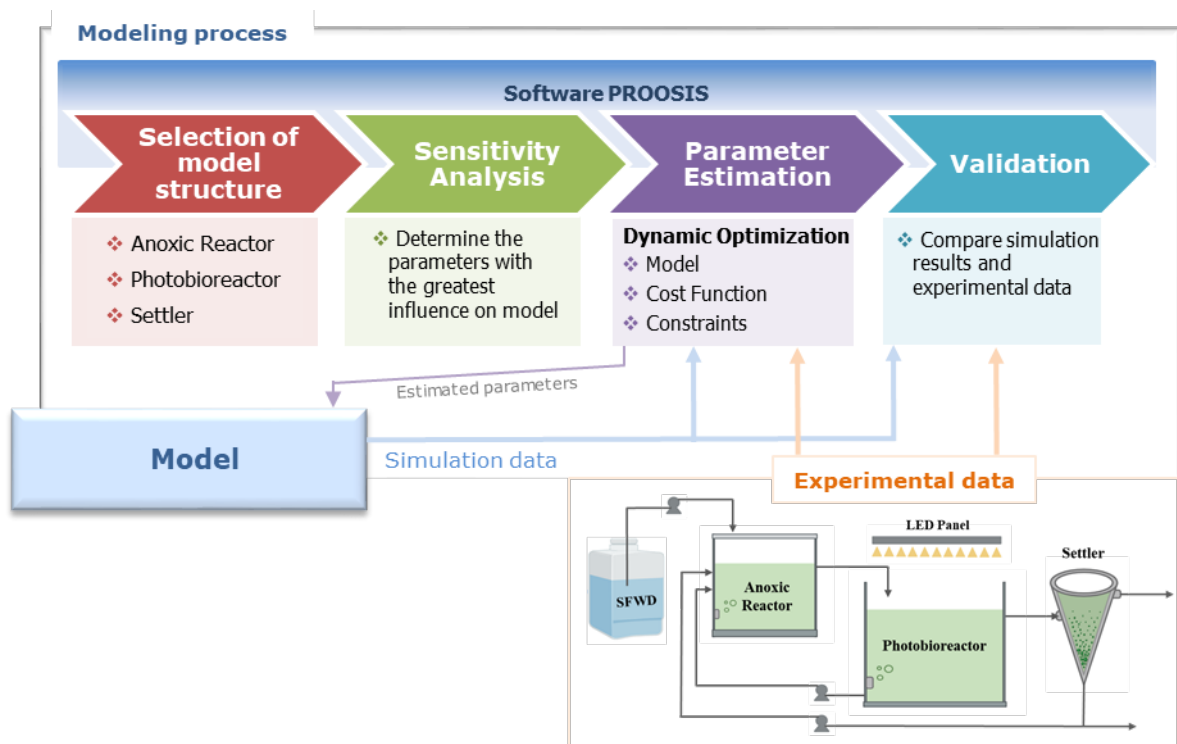 Modeling process
Software PROOSIS
Selection of
model
structure
Sensitivity
Analysis
Parameter
Estimation
Validation
Anoxic Reactor
Photobioreactor
Settler
Determine the
parameters with
the greatest
influence on model
Dynamic Optimization
Model
Cost Function
Constraints
Compare simulation
results and
experimental data
Estimated parameters
Model
Simulation data
Experimental data
SFWD
Anoxic
Reactor
LED Panel
Photobioreactor
Settler